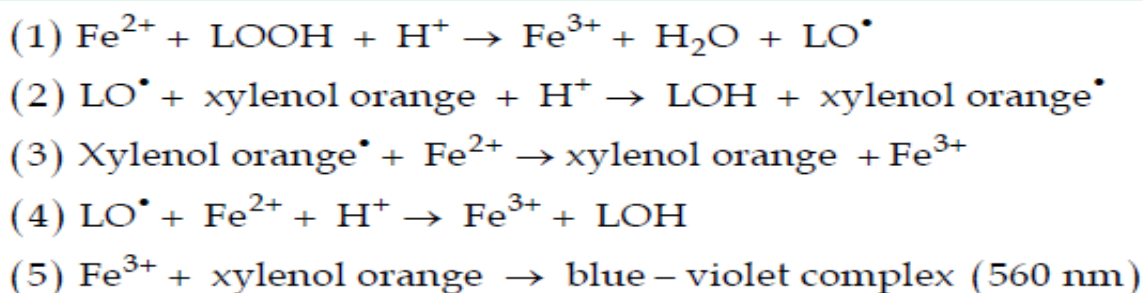 (1) Fe²⁺ + LOOH + H⁺ → Fe³⁺ + H₂O + LO•
(2) LO• + xylenol orange + H⁺ → LOH + xylenol orange•
(3) Xylenol orange• + Fe²⁺ → xylenol orange + Fe³⁺
(4) LO• + Fe²⁺ + H⁺ → Fe³⁺ + LOH
(5) Fe³⁺ + xylenol orange → blue – violet complex (560 nm)